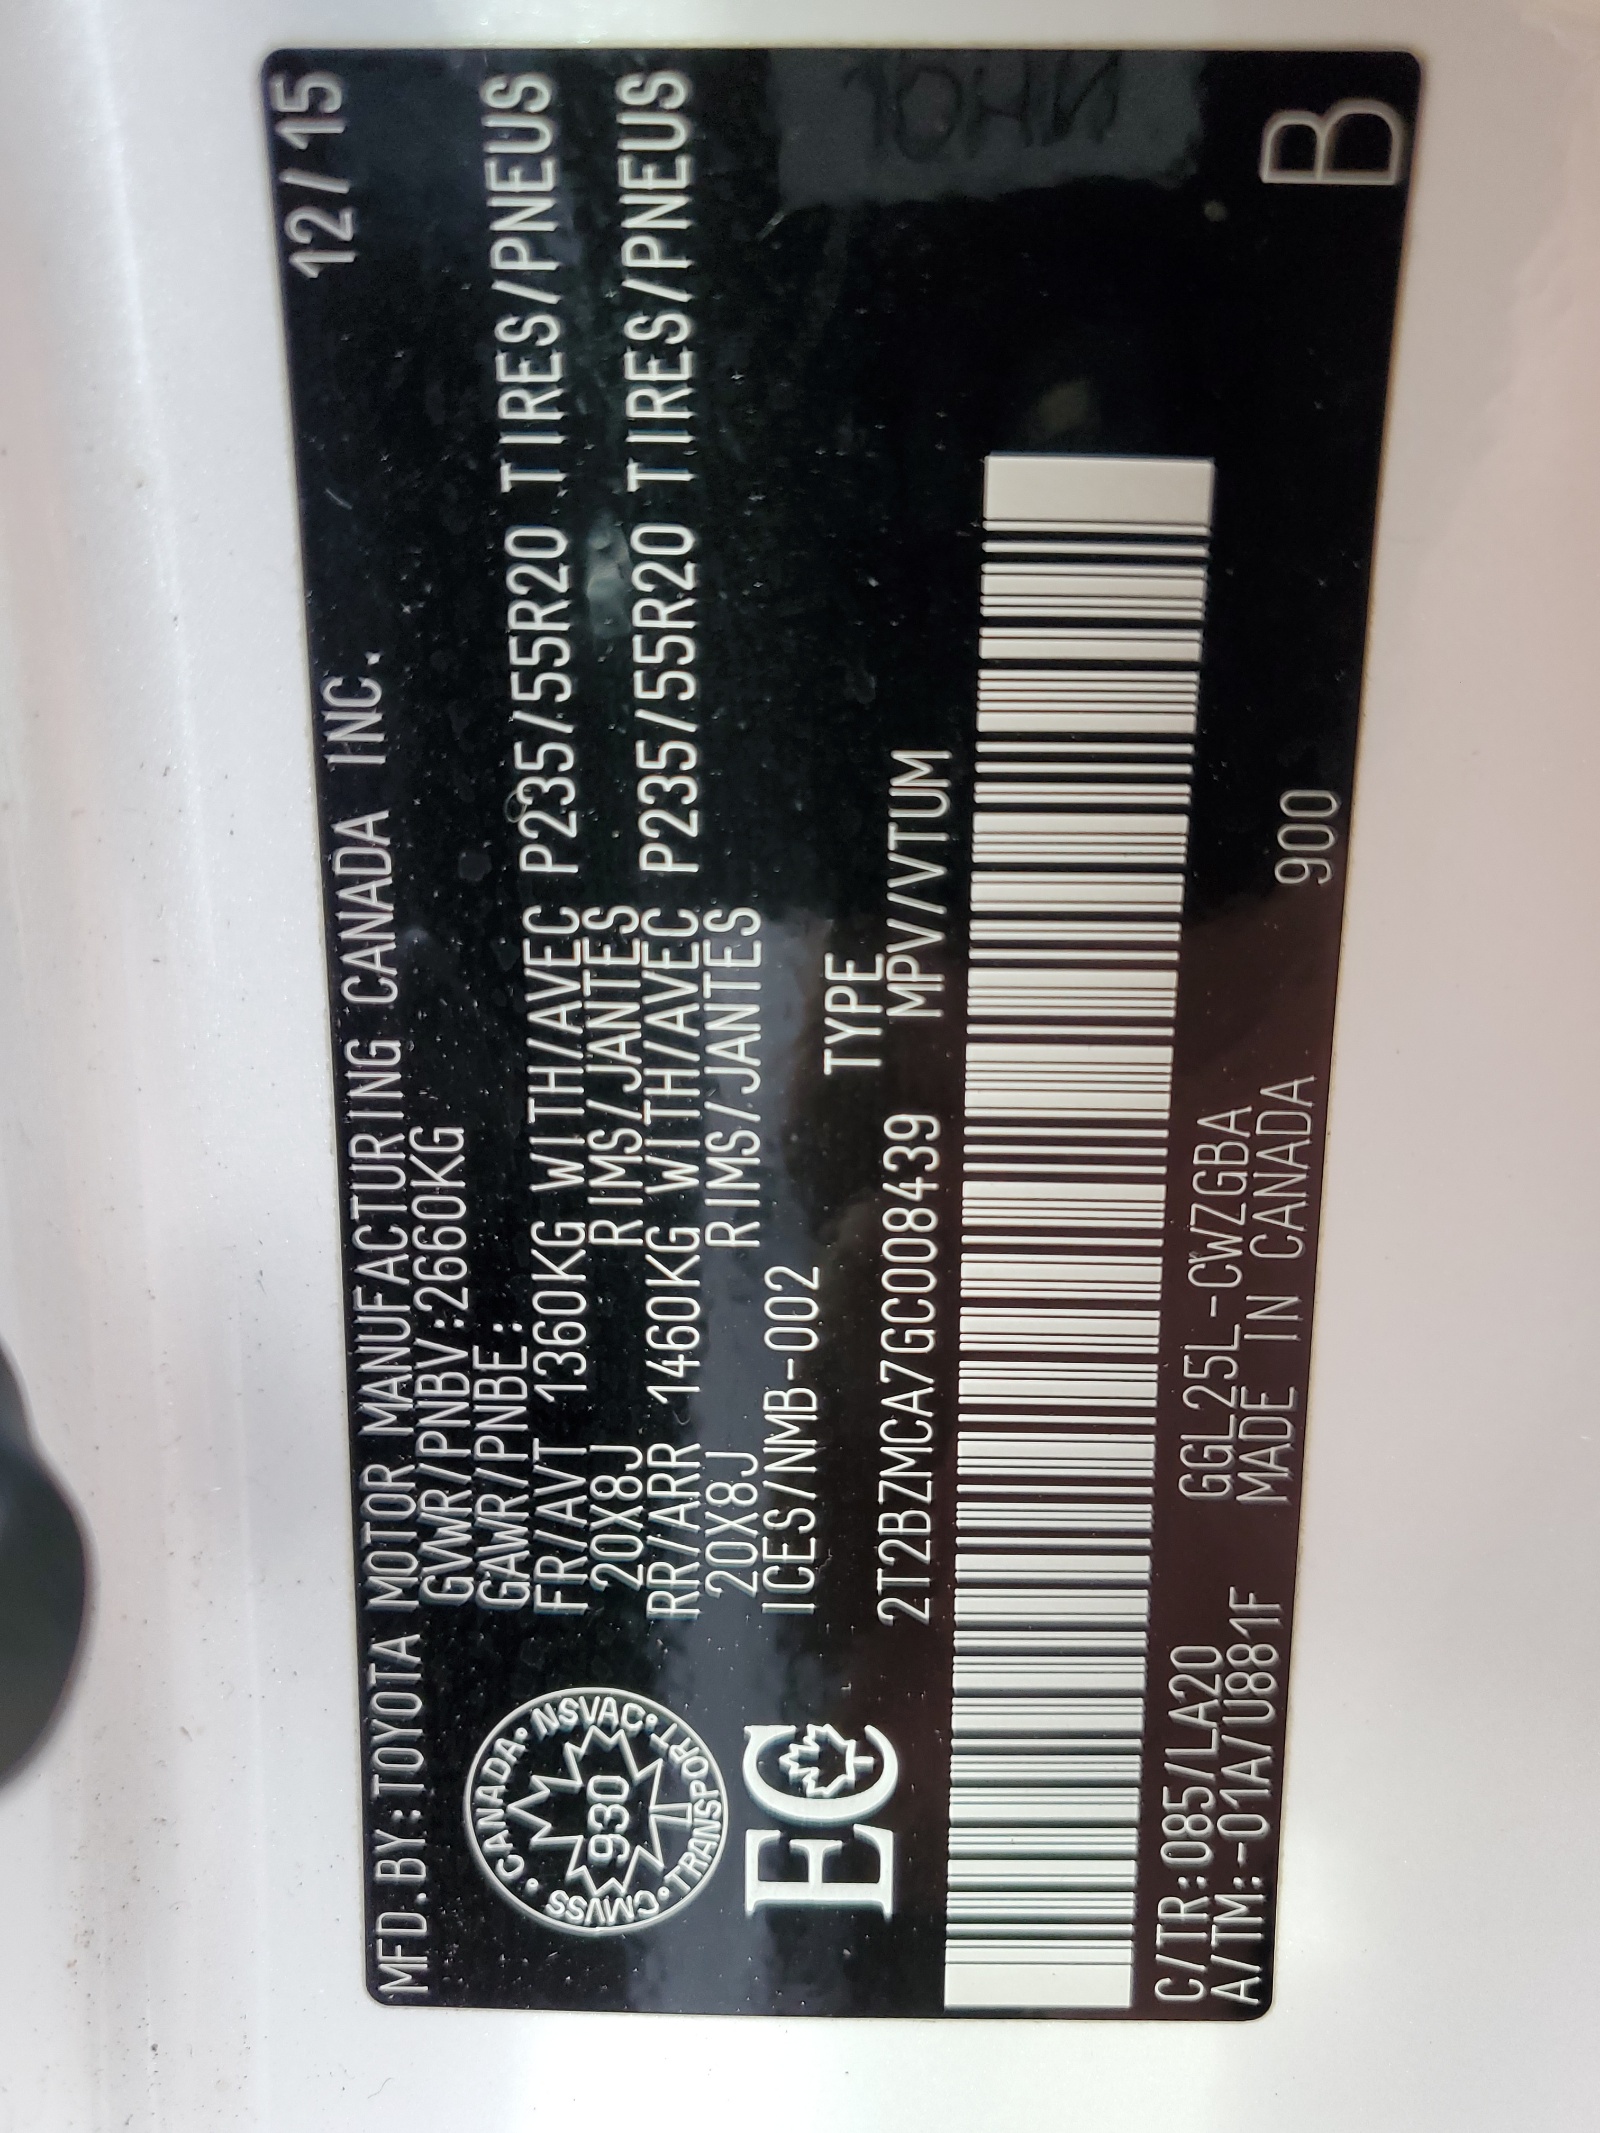 MFD.BY:TOYOTA MOTOR MANUFACTURING CANADA INC. 12/15
GWWR/PNBV:2660KG
GAWR/PNBE:
FR/AVT 1360KG WITH/AVEC P235/55R20 TIRES/PNEUS
20X8J RIMS/JANTES
RR/ARR 1460KG WITH/AVEC P235/55R20 TIRES/PNEUS
20X8J RIMS/JANTES
ICES/NMB-002
CANADA • NSVAC • TRANSPORT • CMVSS •
930
EC
TYPE
2T2BZMCA7GC008439 MPV/VTUM
C/TR:085/LA20 GGL25L-CWZGBA
A/TM:-01A/U881F MADE IN CANADA 900
B